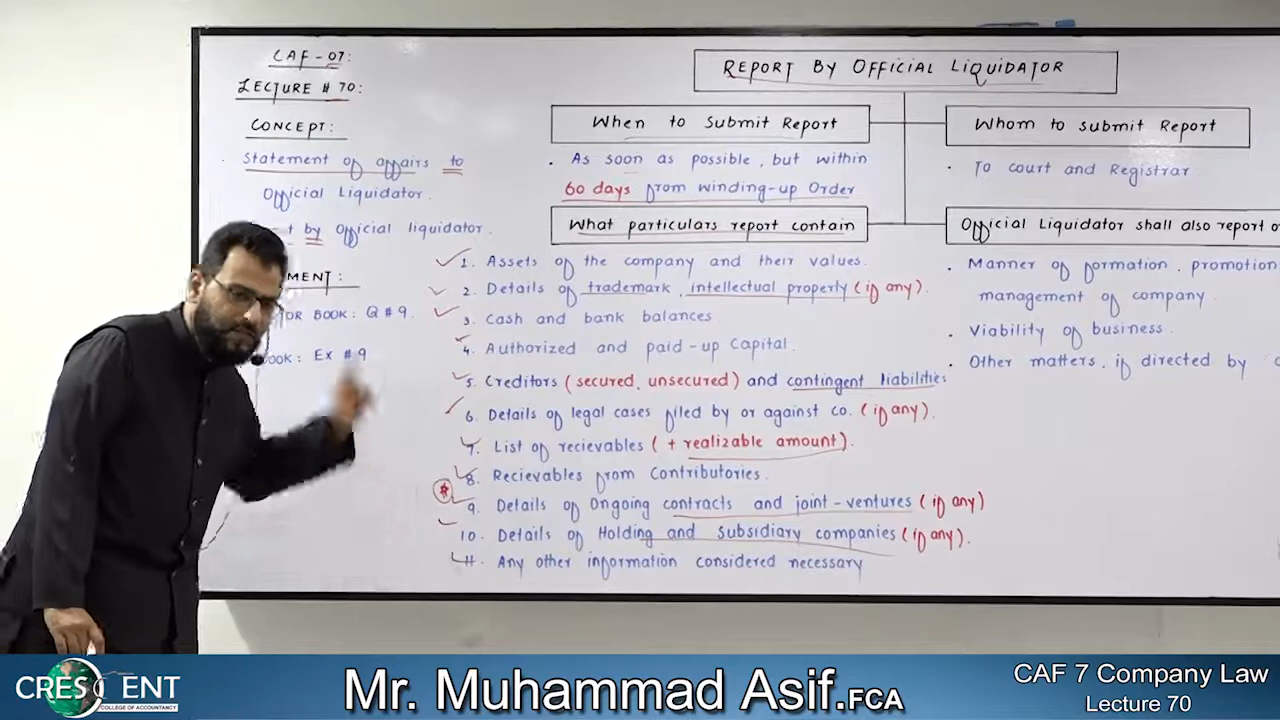 CAF-07:
LECTURE # 70:
CONCEPT:
Statement of affairs to
Official Liquidator.
by Official liquidator.
MENT:
OR BOOK: Q # 9.
BOOK: Ex # 9
REPORT BY OFFICIAL LIQUIDATOR
When to Submit Report
. As soon as possible, but within
60 days from winding-up Order
Whom to submit Report
. To court and Registrar
What particulars report contain
1. Assets of the company and their values.
2. Details of trademark, intellectual property (if any).
3. Cash and bank balances
4. Authorized and paid-up Capital.
5. Creditors (secured, unsecured) and contingent liabilities
6. Details of legal cases filed by or against co. (if any).
7. List of recievables (+ realizable amount).
8. Recievables from Contributories.
9. Details of Ongoing contracts and joint-ventures (if any)
10. Details of Holding and Subsidiary companies (if any).
11. Any other information considered necessary
Official Liquidator shall also report o
. Manner of formation, promotion
management of company
. Viability of business.
. Other matters, if directed by
CRESCENT
COLLEGE OF ACCOUNTANCY
Mr. Muhammad Asif.FCA
CAF 7 Company Law
Lecture 70